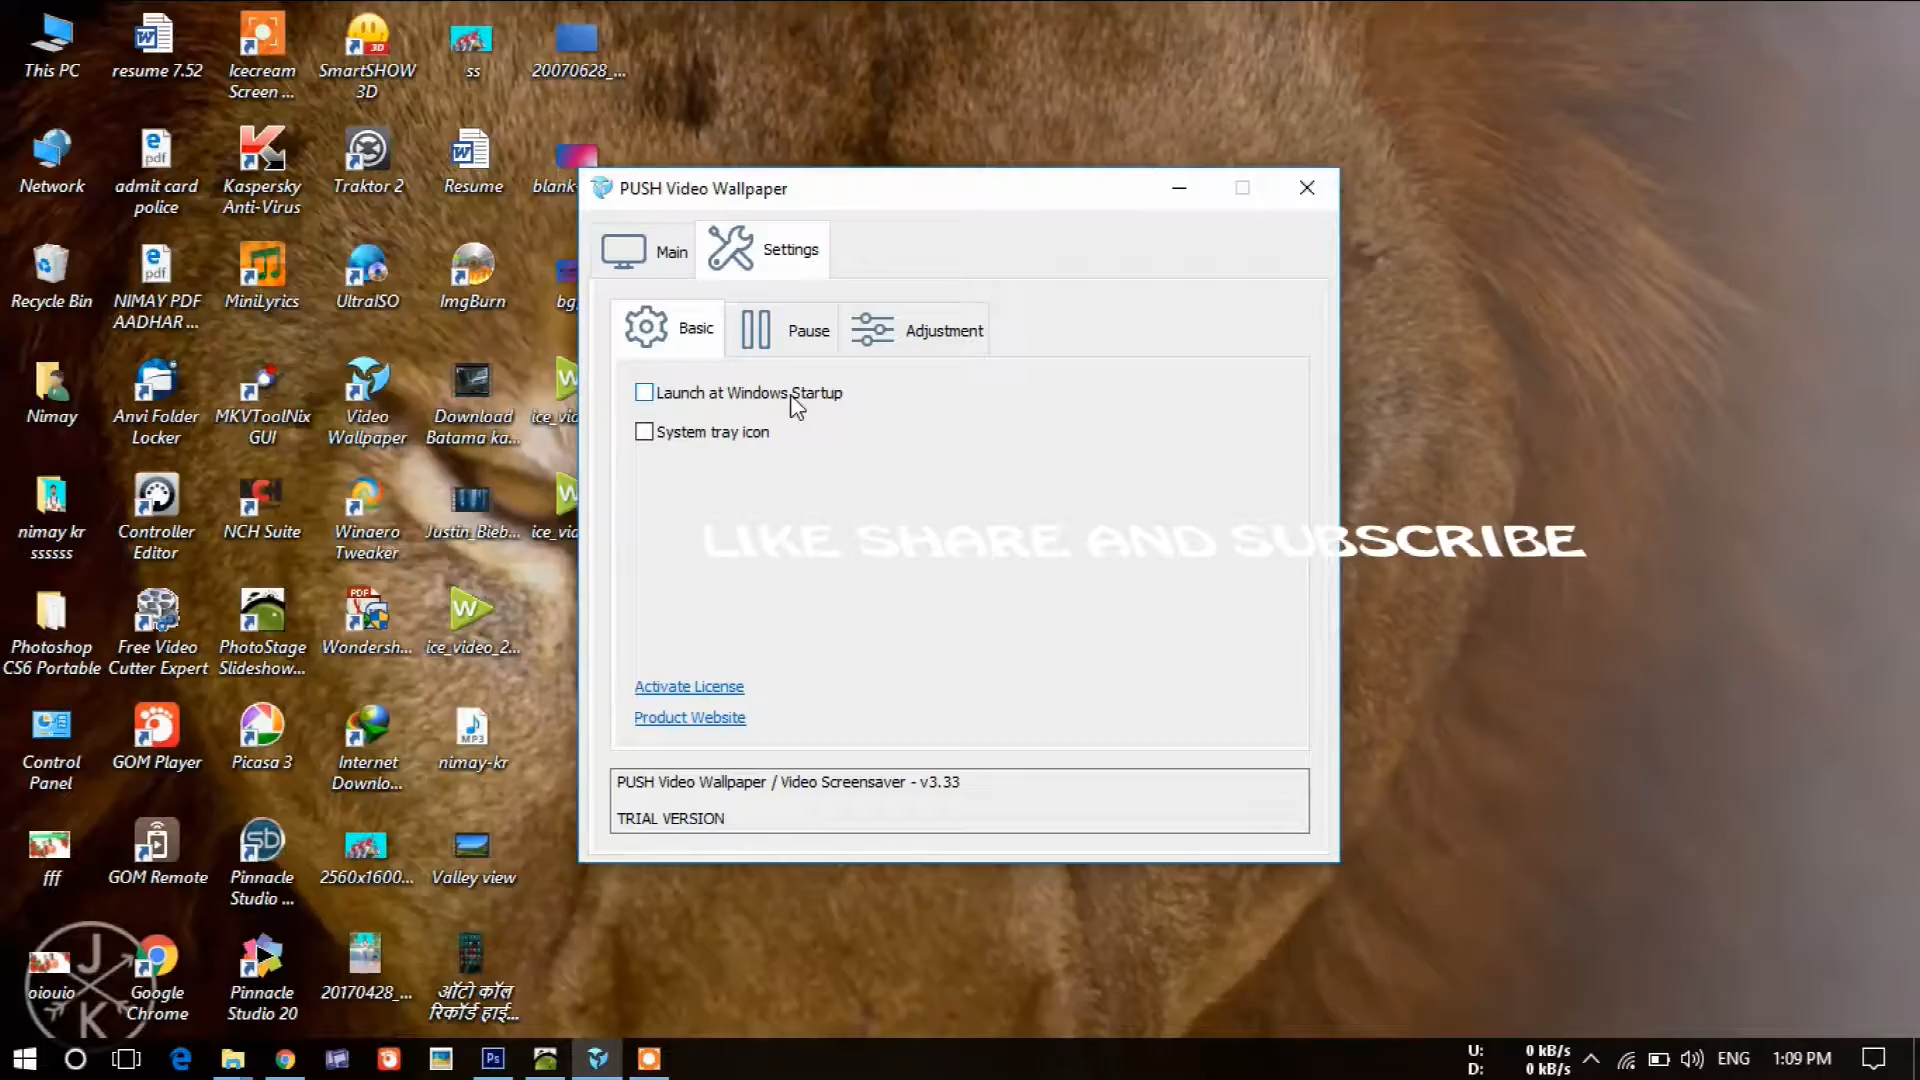 This PC
resume 7.52
Icecream
Screen ...
SmartSHOW
3D
ss
20070628_...
Network
admit card
police
Kaspersky
Anti-Virus
Traktor 2
Resume
blank
Recycle Bin
NIMAY PDF
AADHAR ...
MiniLyrics
UltraISO
ImgBurn
bg
Nimay
Anvi Folder
Locker
MKVToolNix
GUI
Video
Wallpaper
Download
Batama ka...
ice_vid
nimay kr
ssssss
Controller
Editor
NCH Suite
Winaero
Tweaker
Justin_Bieb...
ice_vid
Photoshop
CS6 Portable
Free Video
Cutter Expert
PhotoStage
Slideshow...
Wondersh...
ice_video_2...
Control
Panel
GOM Player
Picasa 3
Internet
Downlo...
nimay-kr
fff
GOM Remote
Pinnacle
Studio ...
2560x1600...
Valley view
oiouio
Google
Chrome
Pinnacle
Studio 20
20170428_...
ऑटो कॉल
रिकॉर्ड हाई...
J
K
PUSH Video Wallpaper
Main
Settings
Basic
Pause
Adjustment
Launch at Windows Startup
System tray icon
LIKE SHARE AND SUBSCRIBE
Activate License
Product Website
PUSH Video Wallpaper / Video Screensaver - v3.33
TRIAL VERSION
U: 0 kB/s
D: 0 kB/s
ENG
1:09 PM